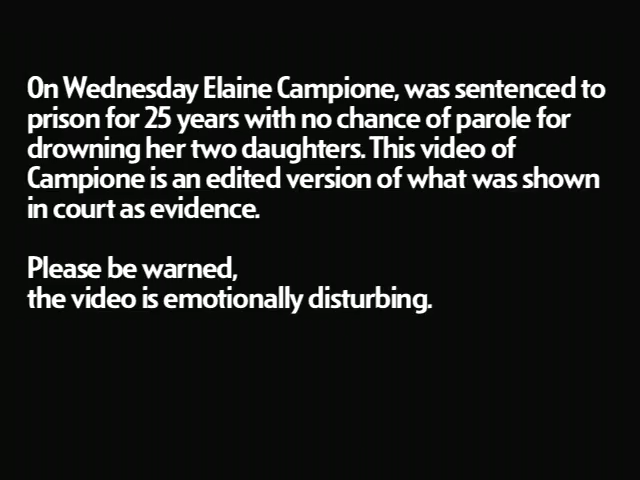 On Wednesday Elaine Campione, was sentenced to
prison for 25 years with no chance of parole for
drowning her two daughters. This video of
Campione is an edited version of what was shown
in court as evidence.
Please be warned,
the video is emotionally disturbing.